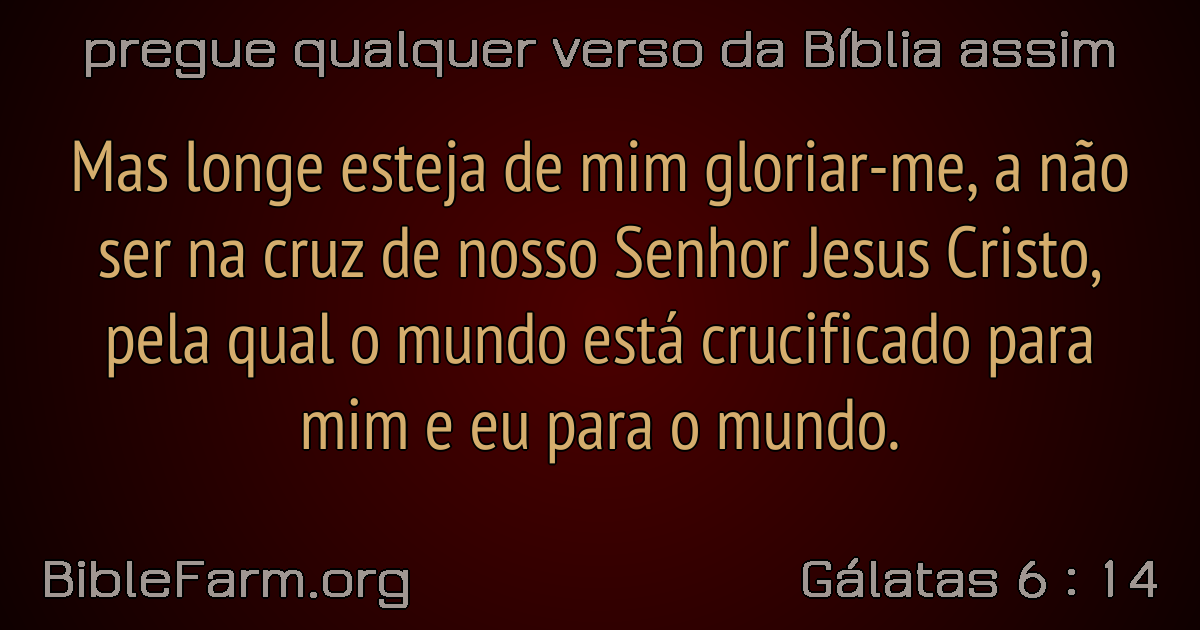 pregue qualquer verso da Bíblia assim
Mas longe esteja de mim gloriar-me, a não
ser na cruz de nosso Senhor Jesus Cristo,
pela qual o mundo está crucificado para
mim e eu para o mundo.
BibleFarm.org
Gálatas 6 : 14